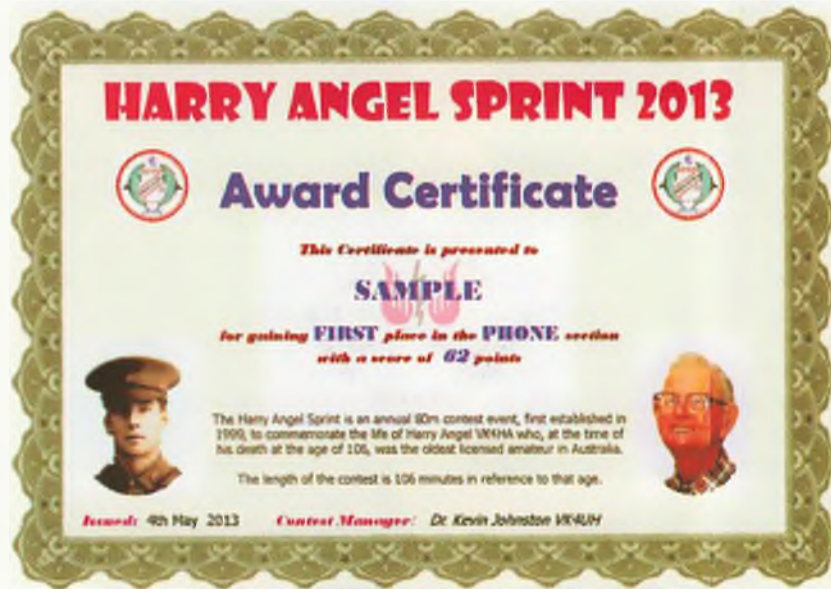 HARRY ANGEL SPRINT 2013
Award Certificate
This Certificate is presented to
SAMPLE
for gaining FIRST place in the PHONE section
with a score of 62 points
The Harry Angel Sprint is an annual 80m contest event, first established in
1999, to commemorate the life of Harry Angel VK4HA who, at the time of
his death at the age of 106, was the oldest licensed amateur in Australia.
The length of the contest is 106 minutes in reference to that age.
Issued: 4th May 2013 Contest Manager: Dr. Kevin Johnston VK4UH